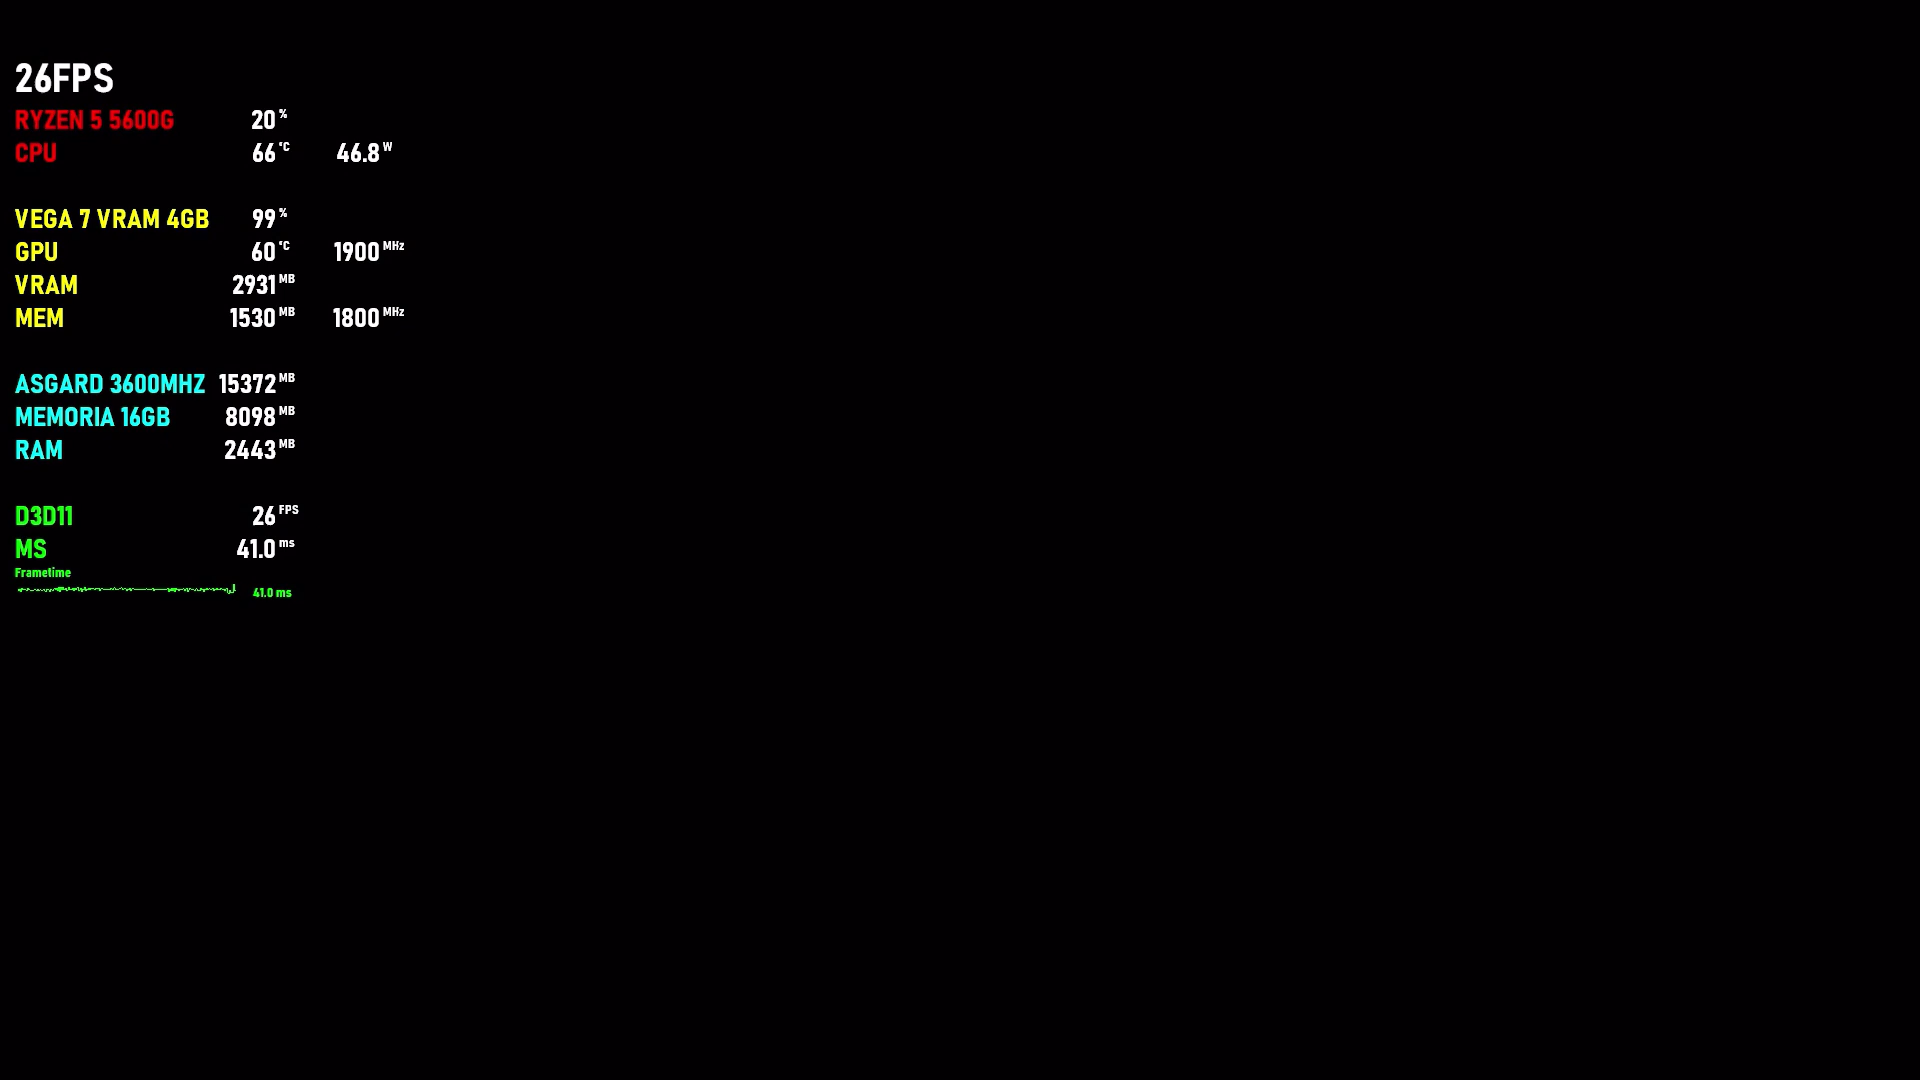 26FPS
RYZEN 5 5600G 20 %
CPU 66 °C 46.8 W
VEGA 7 VRAM 4GB 99 %
GPU 60 °C 1900 MHz
VRAM 2931 MB
MEM 1530 MB 1800 MHz
ASGARD 3600MHZ 15372 MB
MEMORIA 16GB 8098 MB
RAM 2443 MB
D3D11 26 FPS
MS 41.0 ms
Frametime
41.0 ms